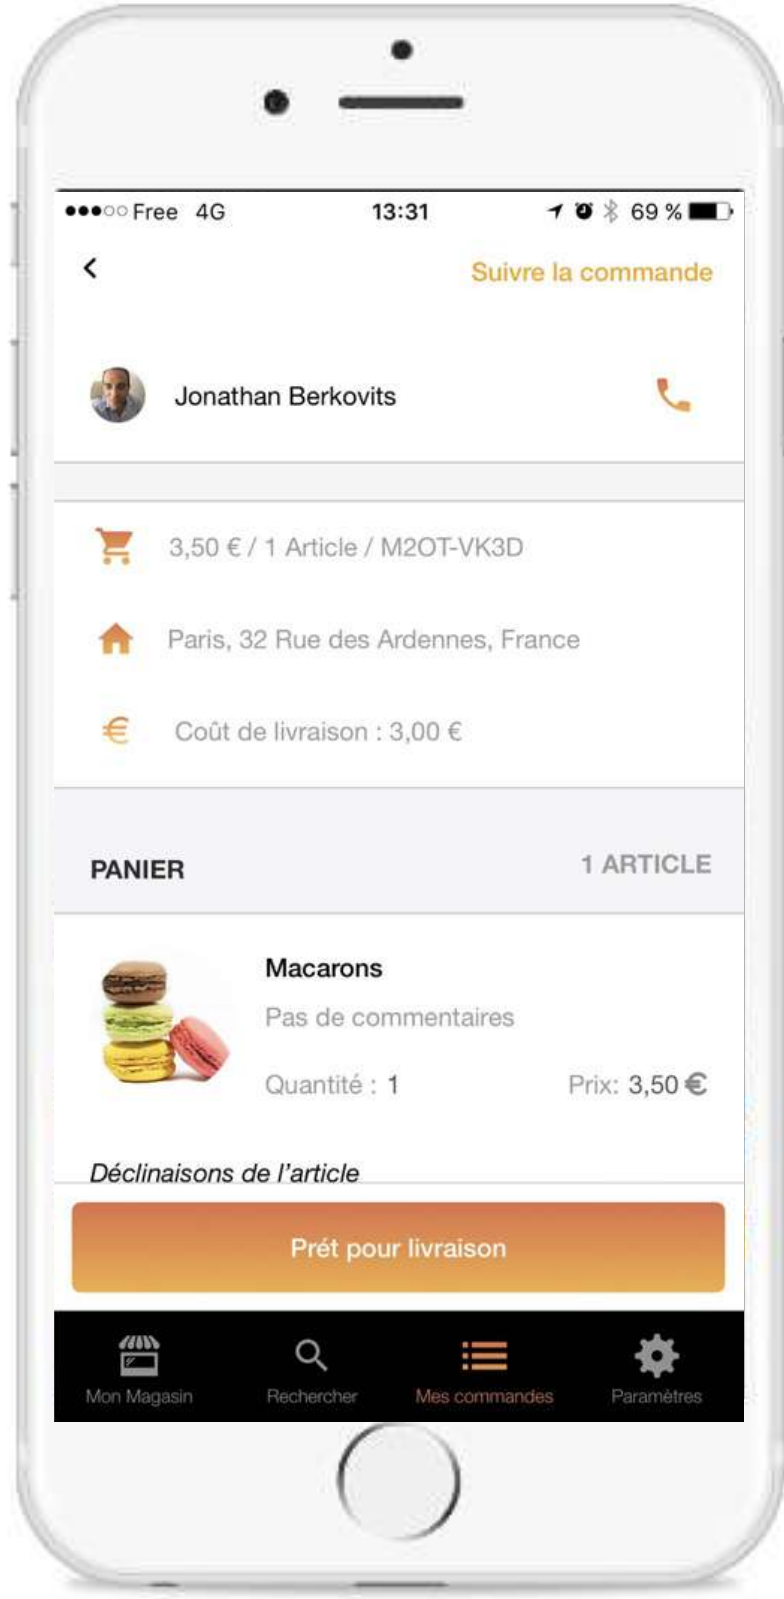 Free 4G 13:31 69 %
Suivre la commande
Jonathan Berkovits
3,50 € / 1 Article / M2OT-VK3D
Paris, 32 Rue des Ardennes, France
€ Coût de livraison : 3,00 €
PANIER 1 ARTICLE
Macarons
Pas de commentaires
Quantité : 1 Prix: 3,50 €
Déclinaisons de l’article
Prét pour livraison
Mon Magasin Rechercher Mes commandes Paramètres